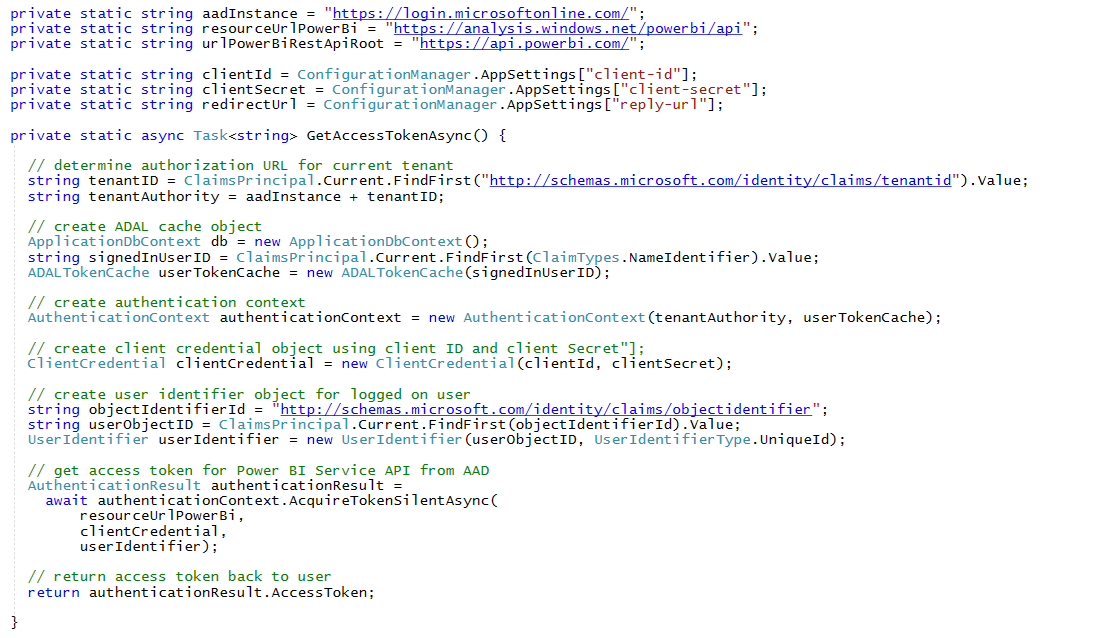 private static string aadInstance = "https://login.microsoftonline.com/";
private static string resourceUrlPowerBi = "https://analysis.windows.net/powerbi/api";
private static string urlPowerBiRestApiRoot = "https://api.powerbi.com/";

private static string clientId = ConfigurationManager.AppSettings["client-id"];
private static string clientSecret = ConfigurationManager.AppSettings["client-secret"];
private static string redirectUrl = ConfigurationManager.AppSettings["reply-url"];

private static async Task<string> GetAccessTokenAsync() {

  // determine authorization URL for current tenant
  string tenantID = ClaimsPrincipal.Current.FindFirst("http://schemas.microsoft.com/identity/claims/tenantid").Value;
  string tenantAuthority = aadInstance + tenantID;

  // create ADAL cache object
  ApplicationDbContext db = new ApplicationDbContext();
  string signedInUserID = ClaimsPrincipal.Current.FindFirst(ClaimTypes.NameIdentifier).Value;
  ADALTokenCache userTokenCache = new ADALTokenCache(signedInUserID);

  // create authentication context
  AuthenticationContext authenticationContext = new AuthenticationContext(tenantAuthority, userTokenCache);

  // create client credential object using client ID and client Secret"];
  ClientCredential clientCredential = new ClientCredential(clientId, clientSecret);

  // create user identifier object for logged on user
  string objectIdentifierId = "http://schemas.microsoft.com/identity/claims/objectidentifier";
  string userObjectID = ClaimsPrincipal.Current.FindFirst(objectIdentifierId).Value;
  UserIdentifier userIdentifier = new UserIdentifier(userObjectID, UserIdentifierType.UniqueId);

  // get access token for Power BI Service API from AAD
  AuthenticationResult authenticationResult =
    await authenticationContext.AcquireTokenSilentAsync(
        resourceUrlPowerBi,
        clientCredential,
        userIdentifier);

  // return access token back to user
  return authenticationResult.AccessToken;

}